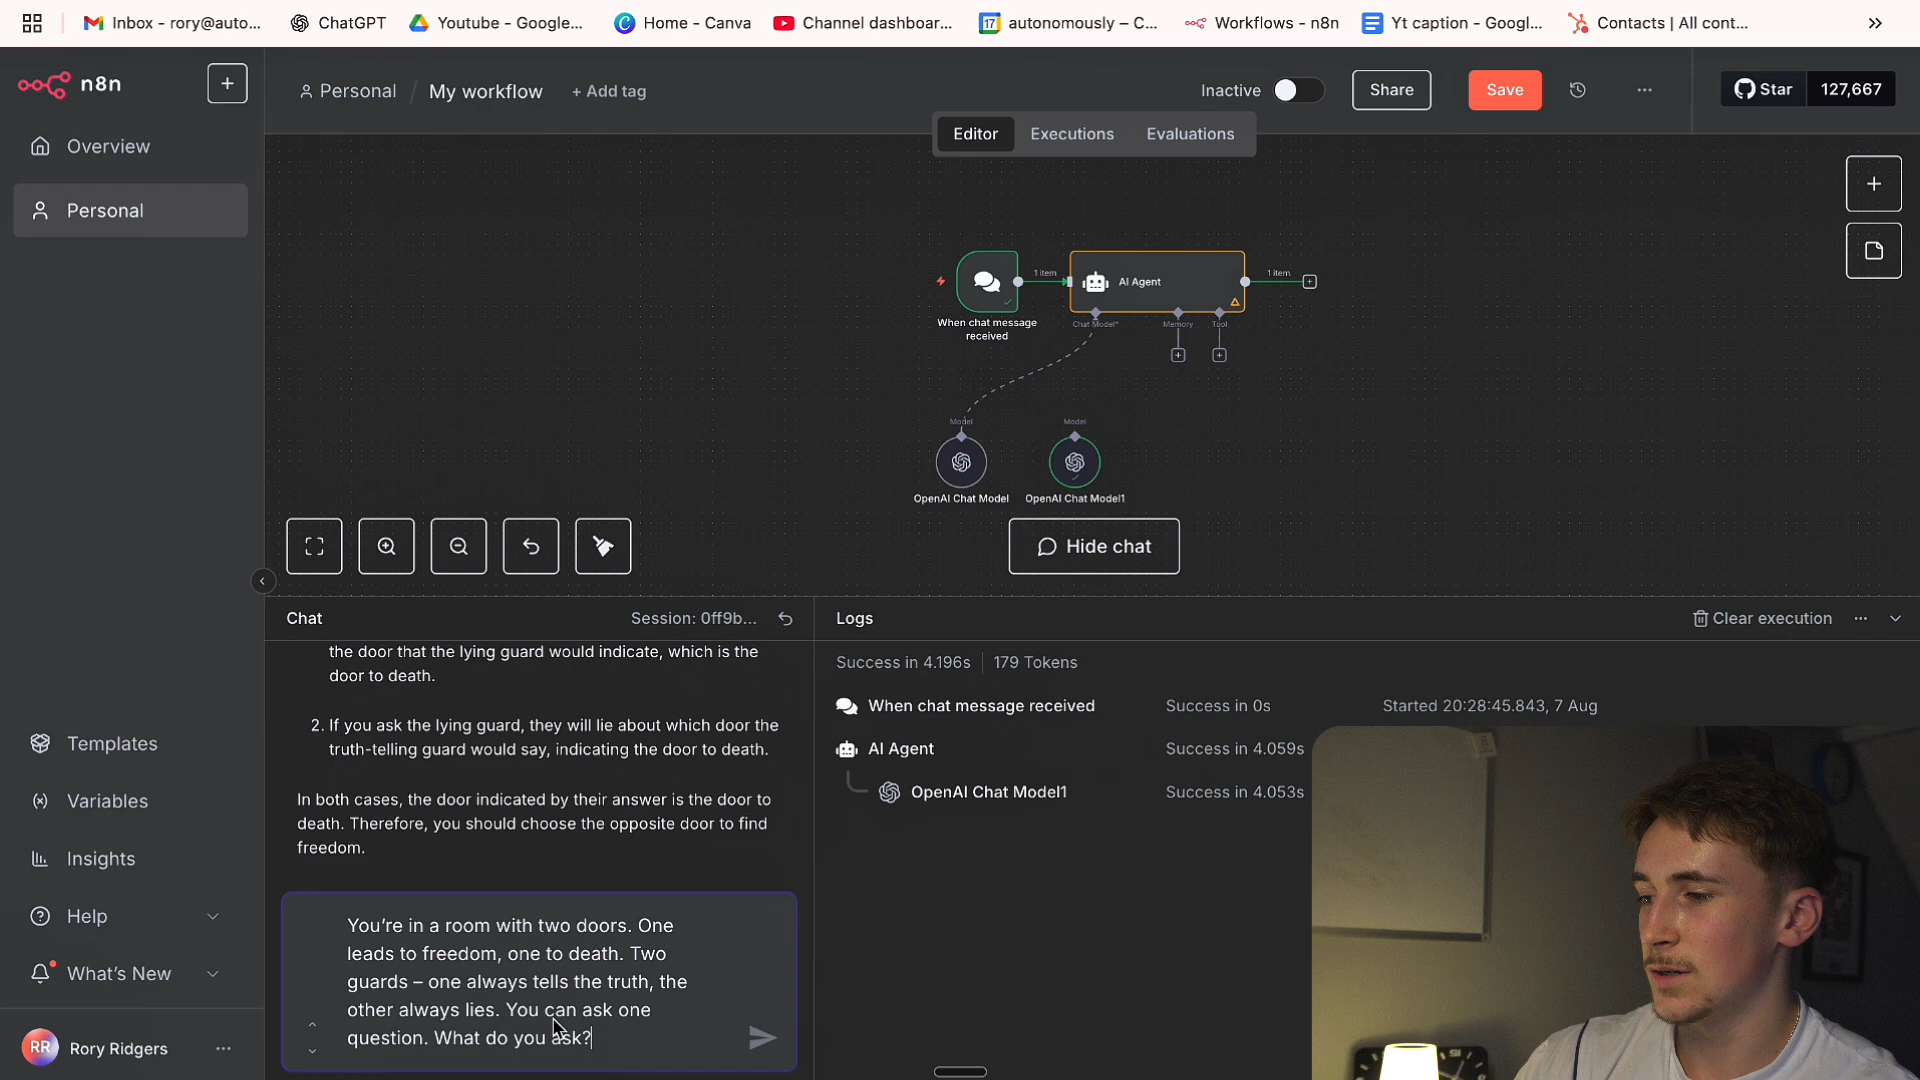 Inbox - rory@auto...
ChatGPT
Youtube - Google...
Home - Canva
Channel dashboar...
17
autonomously – C...
Workflows - n8n
Yt caption - Googl...
Contacts | All cont...
n8n
Personal / My workflow + Add tag
Inactive
Share
Save
Star 127,667
Editor
Executions
Evaluations
Overview
Personal
1 item
AI Agent
1 item
When chat message
received
Chat Model*
Memory
Tool
Model
Model
OpenAI Chat Model
OpenAI Chat Model1
Hide chat
Chat
Session: 0ff9b...
the door that the lying guard would indicate, which is the
door to death.
2. If you ask the lying guard, they will lie about which door the
truth-telling guard would say, indicating the door to death.
In both cases, the door indicated by their answer is the door to
death. Therefore, you should choose the opposite door to find
freedom.
You're in a room with two doors. One
leads to freedom, one to death. Two
guards – one always tells the truth, the
other always lies. You can ask one
question. What do you ask?
Logs
Clear execution
Success in 4.196s
179 Tokens
When chat message received
Success in 0s
Started 20:28:45.843, 7 Aug
AI Agent
Success in 4.059s
OpenAI Chat Model1
Success in 4.053s
Templates
Variables
Insights
Help
What's New
RR
Rory Ridgers